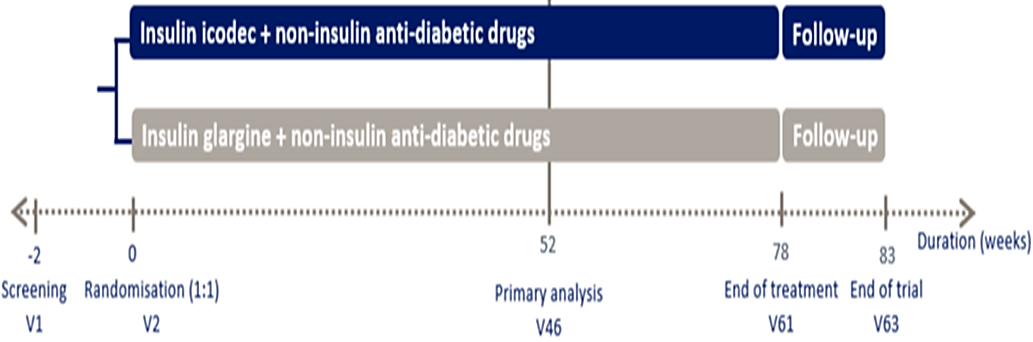 Insulin icodec + non-insulin anti-diabetic drugs Follow-up
Insulin glargine + non-insulin anti-diabetic drugs Follow-up
-2 0 52 78 83 Duration (weeks)
Screening Randomisation (1:1) Primary analysis End of treatment End of trial
V1 V2 V46 V61 V63